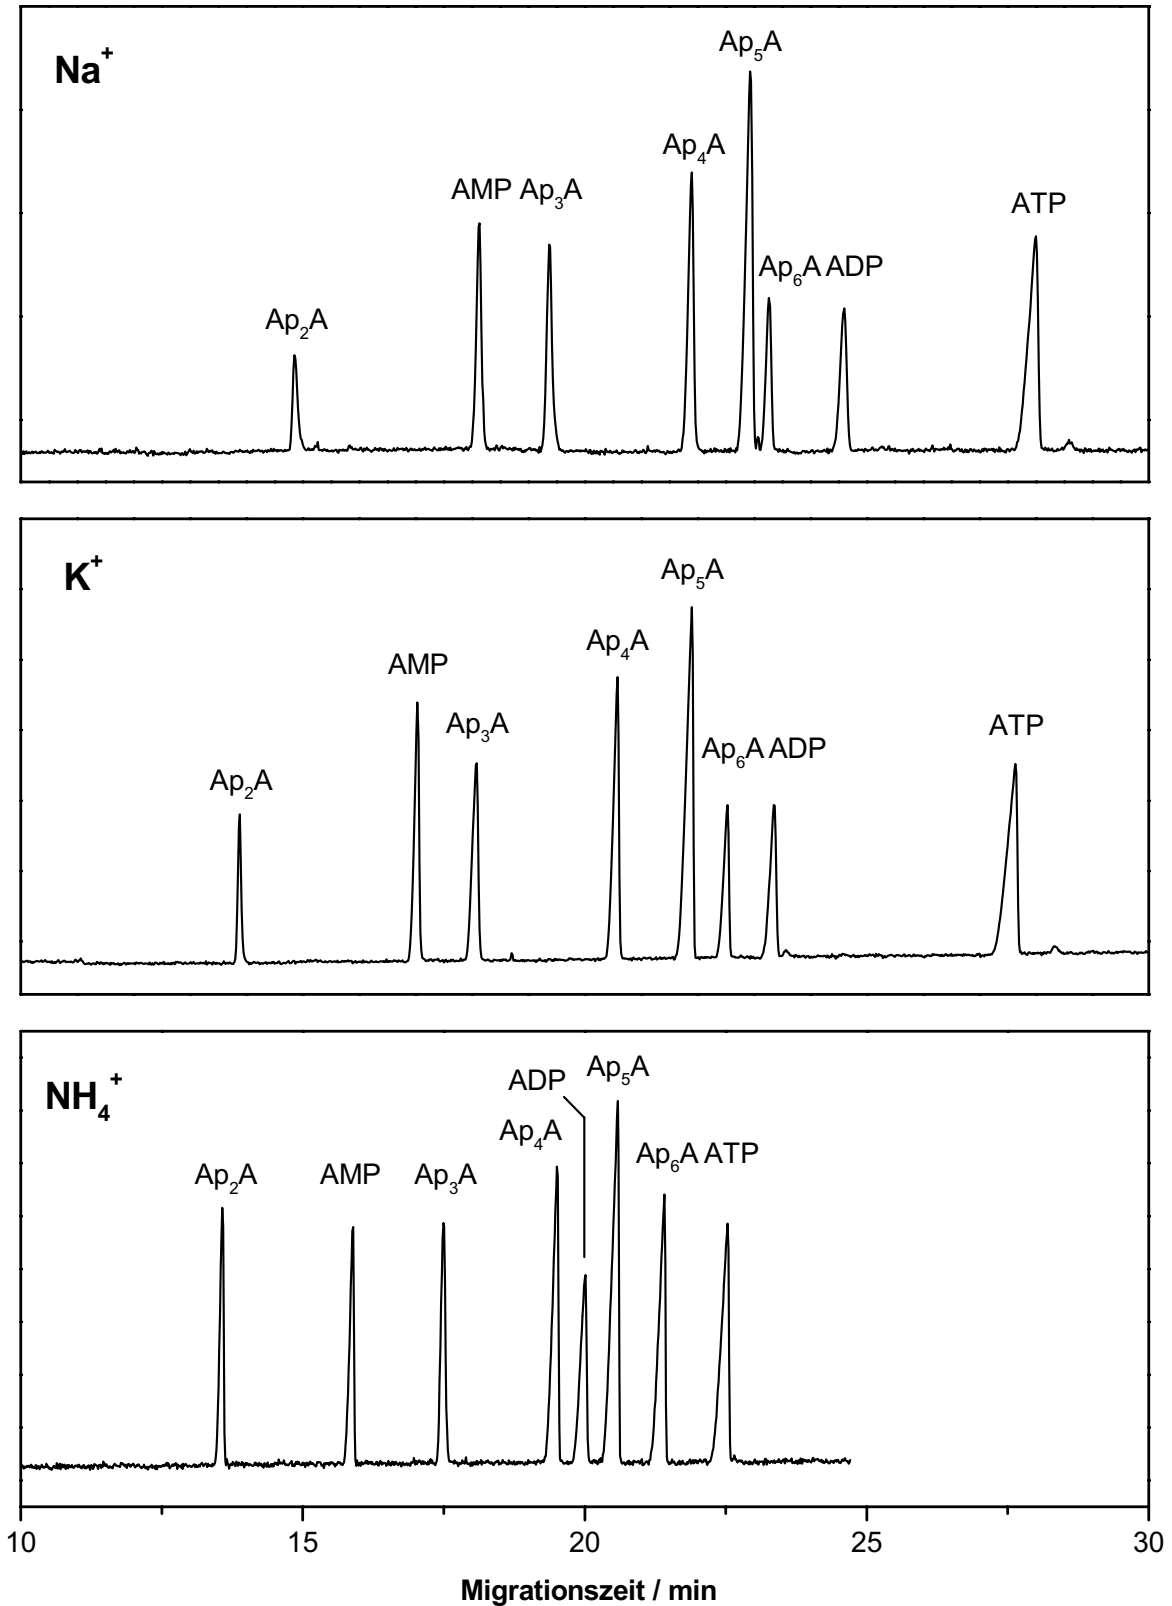 Na⁺
Ap₅A
Ap₄A
AMP Ap₃A
ATP
Ap₆A ADP
Ap₂A
K⁺
Ap₅A
Ap₄A
AMP
Ap₃A
ATP
Ap₆A ADP
Ap₂A
NH₄⁺
ADP Ap₅A
Ap₄A
Ap₆A ATP
Ap₂A AMP Ap₃A
10 15 20 25 30
Migrationszeit / min